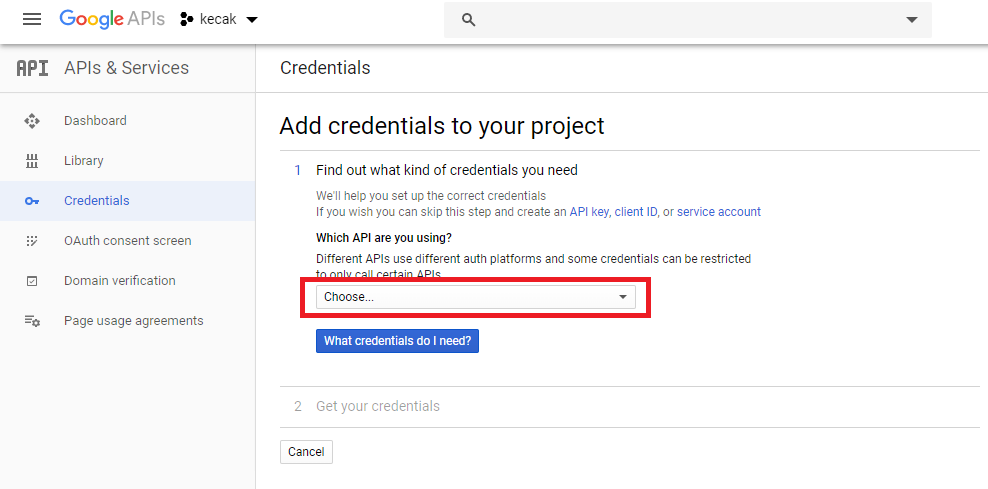 Google APIs kecak
API APIs & Services
Credentials
Dashboard
Library
Credentials
OAuth consent screen
Domain verification
Page usage agreements
Add credentials to your project
1 Find out what kind of credentials you need
We'll help you set up the correct credentials
If you wish you can skip this step and create an API key, client ID, or service account
Which API are you using?
Different APIs use different auth platforms and some credentials can be restricted
to only call certain APIs.
Choose...
What credentials do I need?
2 Get your credentials
Cancel